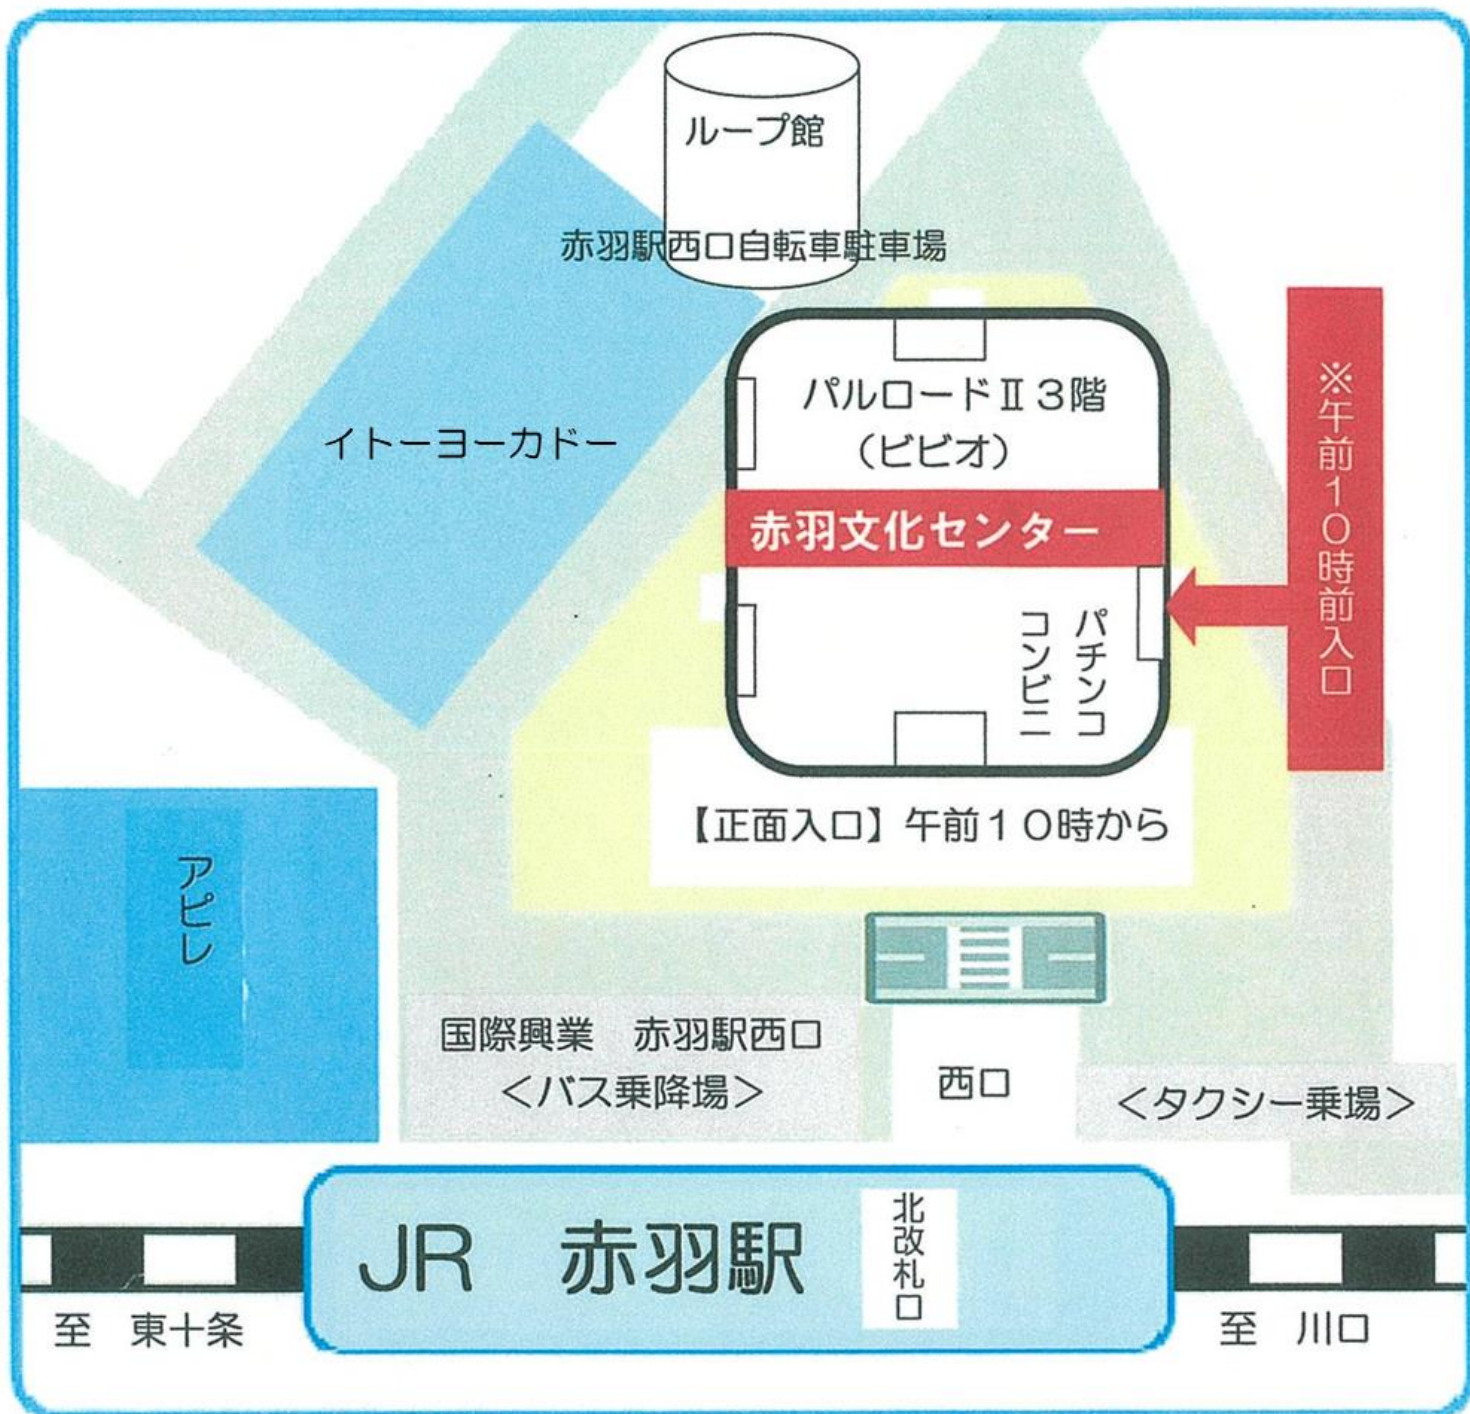 ループ館
赤羽駅西口自転車駐車場
パルロードⅡ3階
（ビビオ）
イトーヨーカドー
赤羽文化センター
※午前10時前入口
パチンコ
コンビニ
【正面入口】午前10時から
アピレ
国際興業　赤羽駅西口
＜バス乗降場＞
西口
＜タクシー乗場＞
JR　赤羽駅
北改札口
至　東十条
至　川口